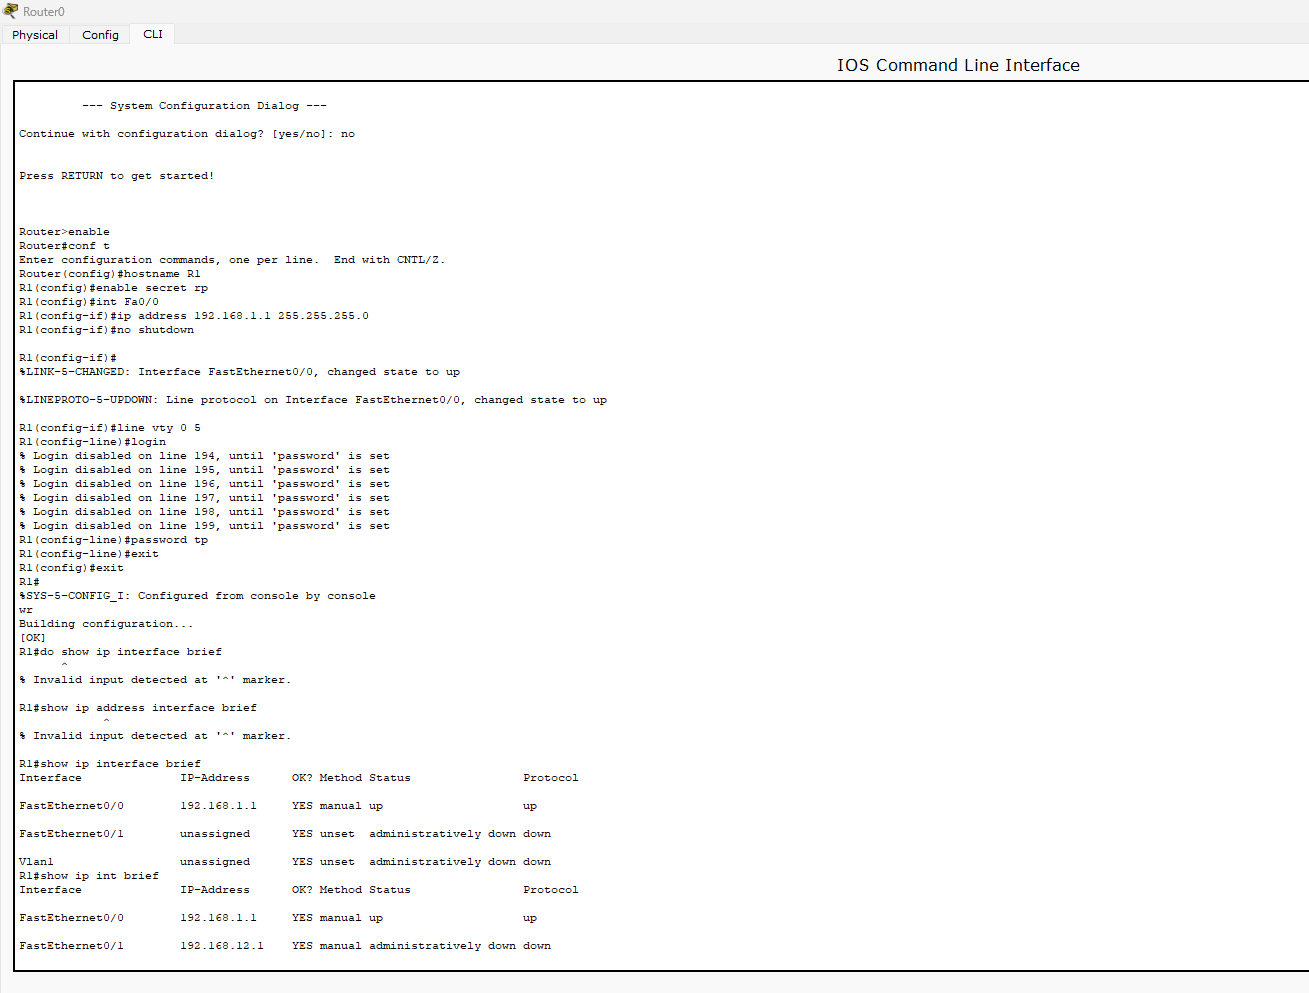 Router0
Physical Config CLI
IOS Command Line Interface
--- System Configuration Dialog ---
Continue with configuration dialog? [yes/no]: no
Press RETURN to get started!
Router>enable
Router#conf t
Enter configuration commands, one per line.  End with CNTL/Z.
Router(config)#hostname R1
R1(config)#enable secret rp
R1(config)#int Fa0/0
R1(config-if)#ip address 192.168.1.1 255.255.255.0
R1(config-if)#no shutdown
R1(config-if)#
%LINK-5-CHANGED: Interface FastEthernet0/0, changed state to up
%LINEPROTO-5-UPDOWN: Line protocol on Interface FastEthernet0/0, changed state to up
R1(config-if)#line vty 0 5
R1(config-line)#login
% Login disabled on line 194, until 'password' is set
% Login disabled on line 195, until 'password' is set
% Login disabled on line 196, until 'password' is set
% Login disabled on line 197, until 'password' is set
% Login disabled on line 198, until 'password' is set
% Login disabled on line 199, until 'password' is set
R1(config-line)#password tp
R1(config-line)#exit
R1(config)#exit
R1#
%SYS-5-CONFIG_I: Configured from console by console
wr
Building configuration...
[OK]
R1#do show ip interface brief
^
% Invalid input detected at '^' marker.
R1#show ip address interface brief
^
% Invalid input detected at '^' marker.
R1#show ip interface brief
Interface              IP-Address      OK? Method Status                Protocol
FastEthernet0/0        192.168.1.1     YES manual up                    up
FastEthernet0/1        unassigned      YES unset  administratively down down
Vlan1                  unassigned      YES unset  administratively down down
R1#show ip int brief
Interface              IP-Address      OK? Method Status                Protocol
FastEthernet0/0        192.168.1.1     YES manual up                    up
FastEthernet0/1        192.168.12.1    YES manual administratively down down